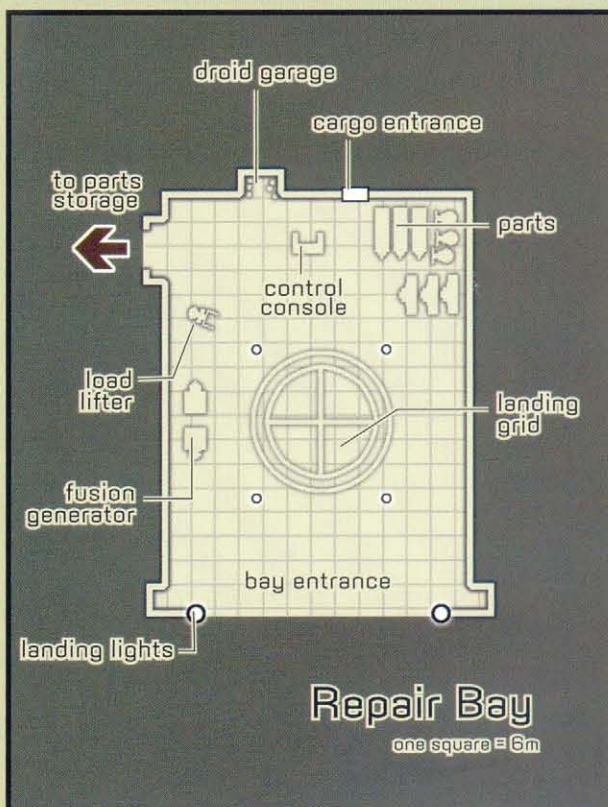 droid garage
cargo entrance
to parts
storage
parts
control
console
load
lifter
landing
grid
fusion
generator
bay entrance
landing lights
Repair Bay
one square = 6m